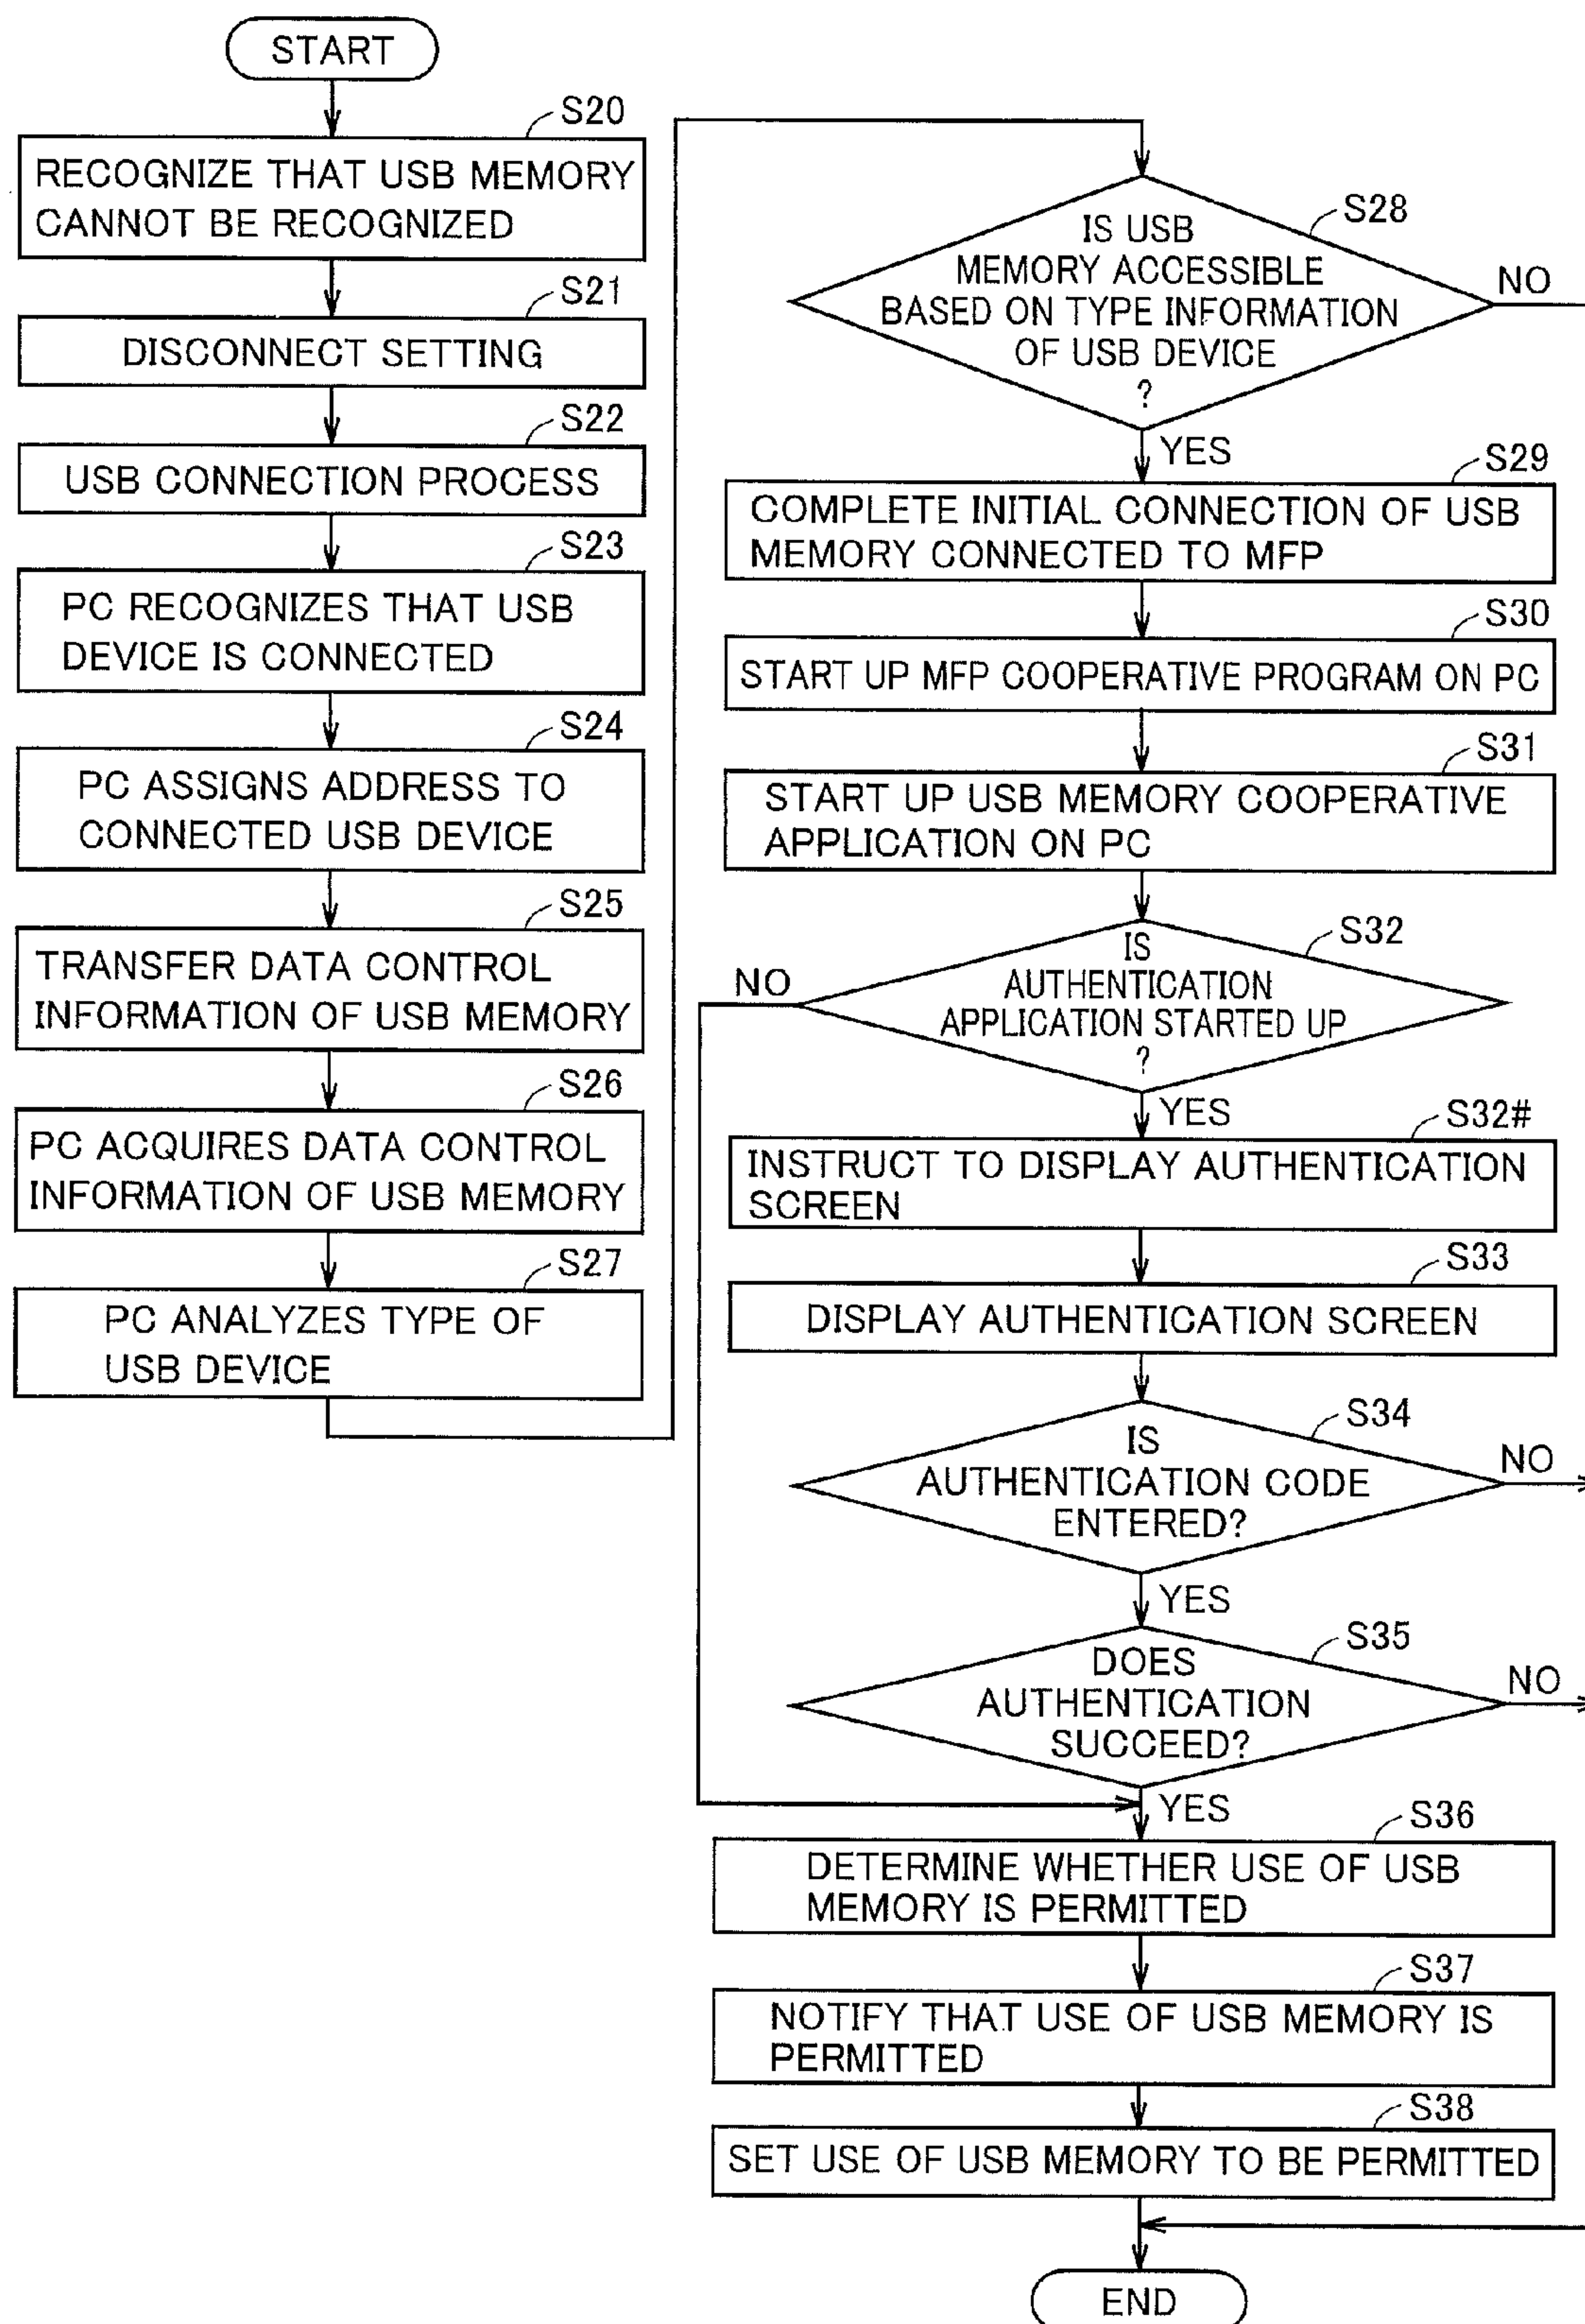 START
S20
RECOGNIZE THAT USB MEMORY
CANNOT BE RECOGNIZED
S21
DISCONNECT SETTING
S22
USB CONNECTION PROCESS
S23
PC RECOGNIZES THAT USB
DEVICE IS CONNECTED
S24
PC ASSIGNS ADDRESS TO
CONNECTED USB DEVICE
S25
TRANSFER DATA CONTROL
INFORMATION OF USB MEMORY
S26
PC ACQUIRES DATA CONTROL
INFORMATION OF USB MEMORY
S27
PC ANALYZES TYPE OF
USB DEVICE
S28
IS USB
MEMORY ACCESSIBLE
BASED ON TYPE INFORMATION
OF USB DEVICE
?
NO
YES
S29
COMPLETE INITIAL CONNECTION OF USB
MEMORY CONNECTED TO MFP
S30
START UP MFP COOPERATIVE PROGRAM ON PC
S31
START UP USB MEMORY COOPERATIVE
APPLICATION ON PC
S32
IS
AUTHENTICATION
APPLICATION STARTED UP
?
NO
YES
S32#
INSTRUCT TO DISPLAY AUTHENTICATION
SCREEN
S33
DISPLAY AUTHENTICATION SCREEN
S34
IS
AUTHENTICATION CODE
ENTERED?
NO
YES
S35
DOES
AUTHENTICATION
SUCCEED?
NO
YES
S36
DETERMINE WHETHER USE OF USB
MEMORY IS PERMITTED
S37
NOTIFY THAT USE OF USB MEMORY IS
PERMITTED
S38
SET USE OF USB MEMORY TO BE PERMITTED
END